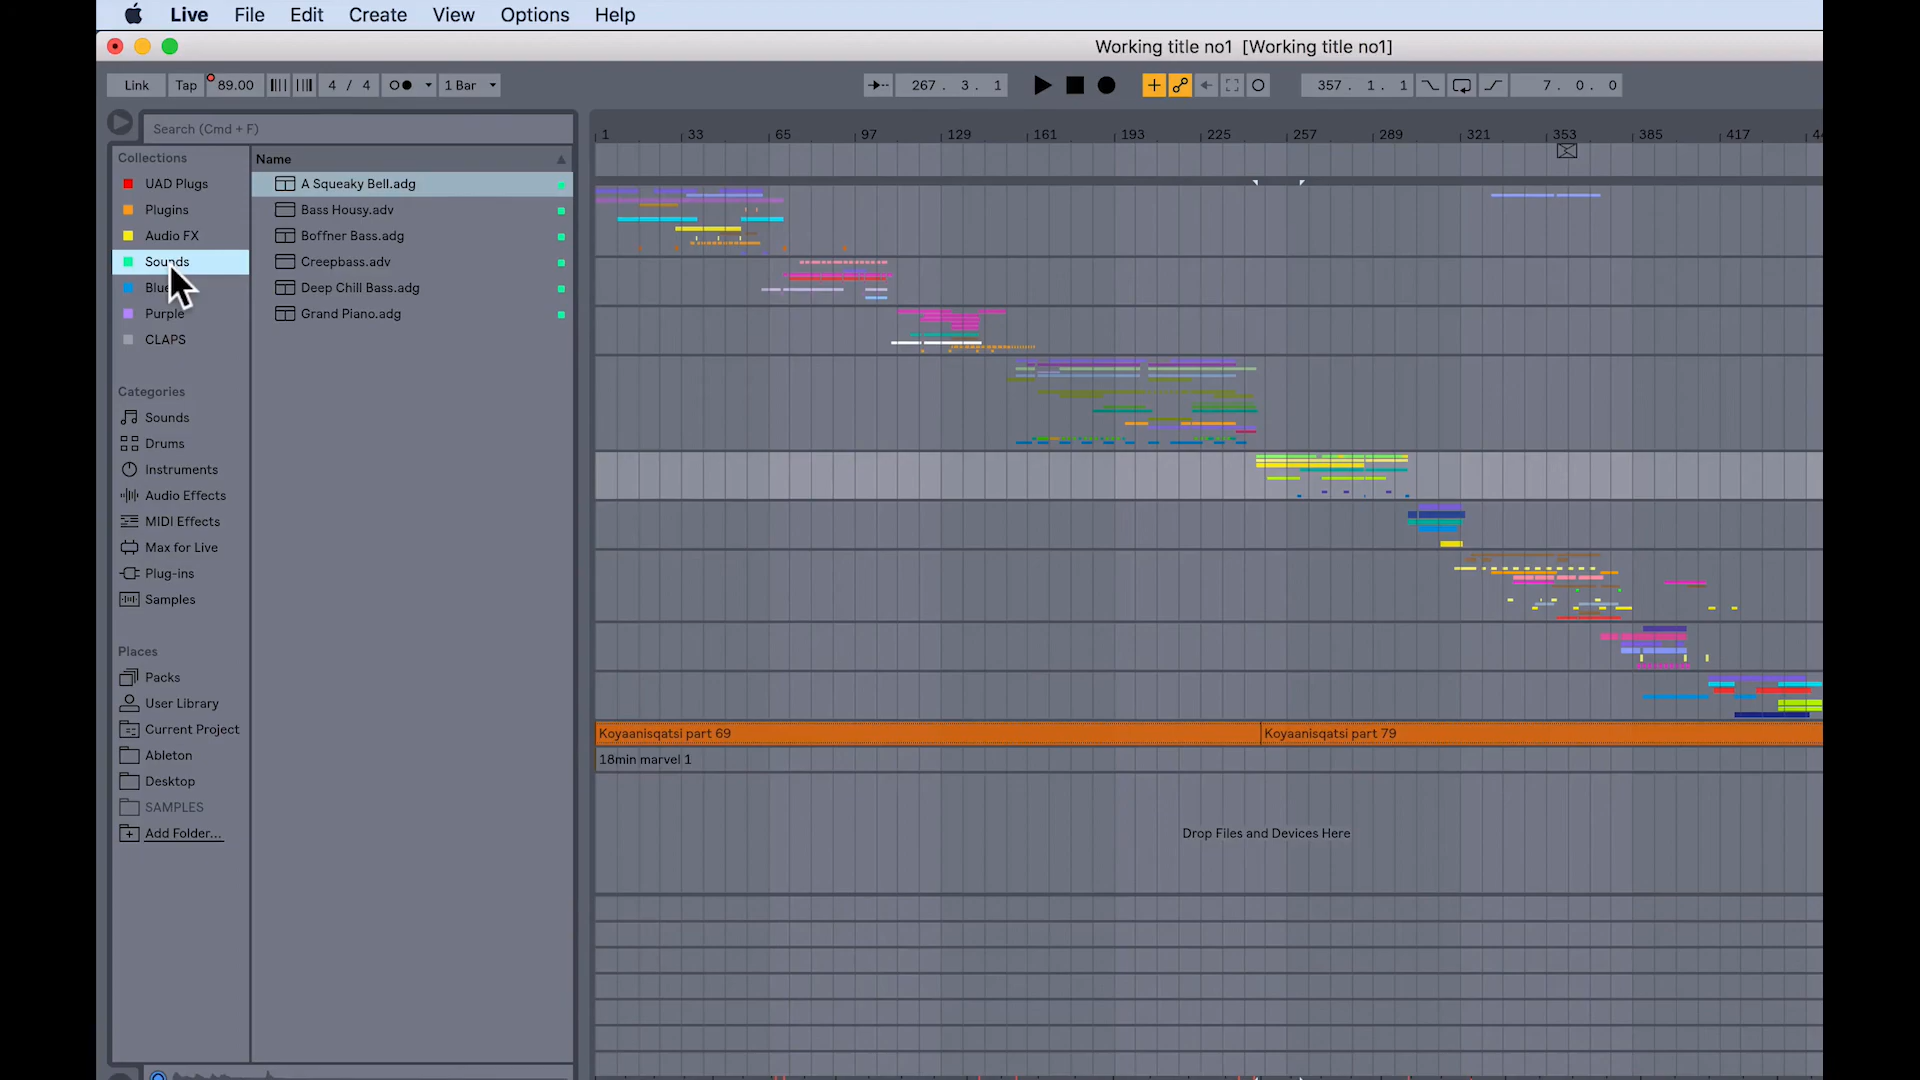 Live File Edit Create View Options Help
Working title no1 [Working title no1]
Link Tap 89.00 4 / 4 1 Bar 267. 3. 1 357. 1. 1 7. 0. 0
Search (Cmd + F)
1 33 65 97 129 161 193 225 257 289 321 353 385 417
Collections
UAD Plugs
Plugins
Audio FX
Sounds
Blue
Purple
CLAPS
Name
A Squeaky Bell.adg
Bass Housy.adv
Boffner Bass.adg
Creepbass.adv
Deep Chill Bass.adg
Grand Piano.adg
Categories
Sounds
Drums
Instruments
Audio Effects
MIDI Effects
Max for Live
Plug-ins
Samples
Places
Packs
User Library
Current Project
Ableton
Desktop
SAMPLES
Add Folder...
Koyaanisqatsi part 69
Koyaanisqatsi part 79
18min marvel 1
Drop Files and Devices Here